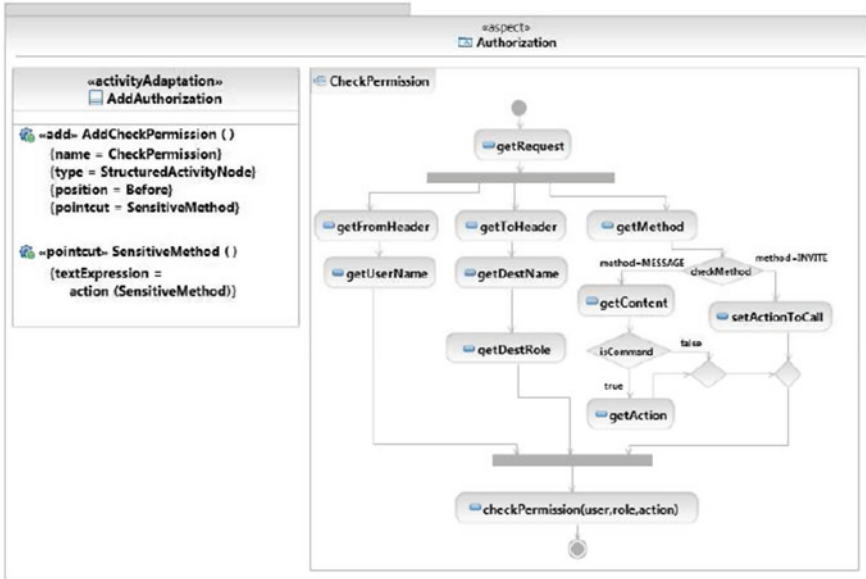 «aspect»
Authorization
«activityAdaptation»
AddAuthorization
«add» AddCheckPermission ( )
{name = CheckPermission}
{type = StructuredActivityNode}
{position = Before}
{pointcut = SensitiveMethod}
«pointcut» SensitiveMethod ( )
{textExpression =
action (SensitiveMethod)}
CheckPermission
getRequest
getFromHeader
getToHeader
getMethod
getUserName
getDestName
method=MESSAGE
checkMethod
method=INVITE
getContent
setActionToCall
getDestRole
isCommand
false
true
getAction
checkPermission(user,role,action)